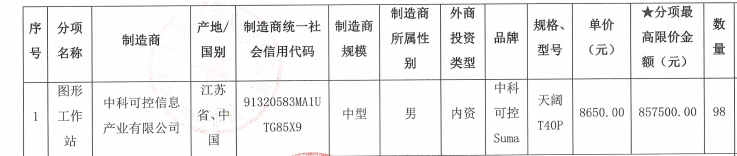 序号 分项名称 制造商 产地/国别 制造商统一社会信用代码 制造商规模 制造商所属性别 外商投资类型 品牌 规格、型号 单价（元） ★分项最高限价金额（元） 数量
1 图形工作站 中科可控信息产业有限公司 江苏省、中国 91320583MA1UTG85X9 中型 男 内资 中科可控Suma 天阔T40P 8650.00 857500.00 98